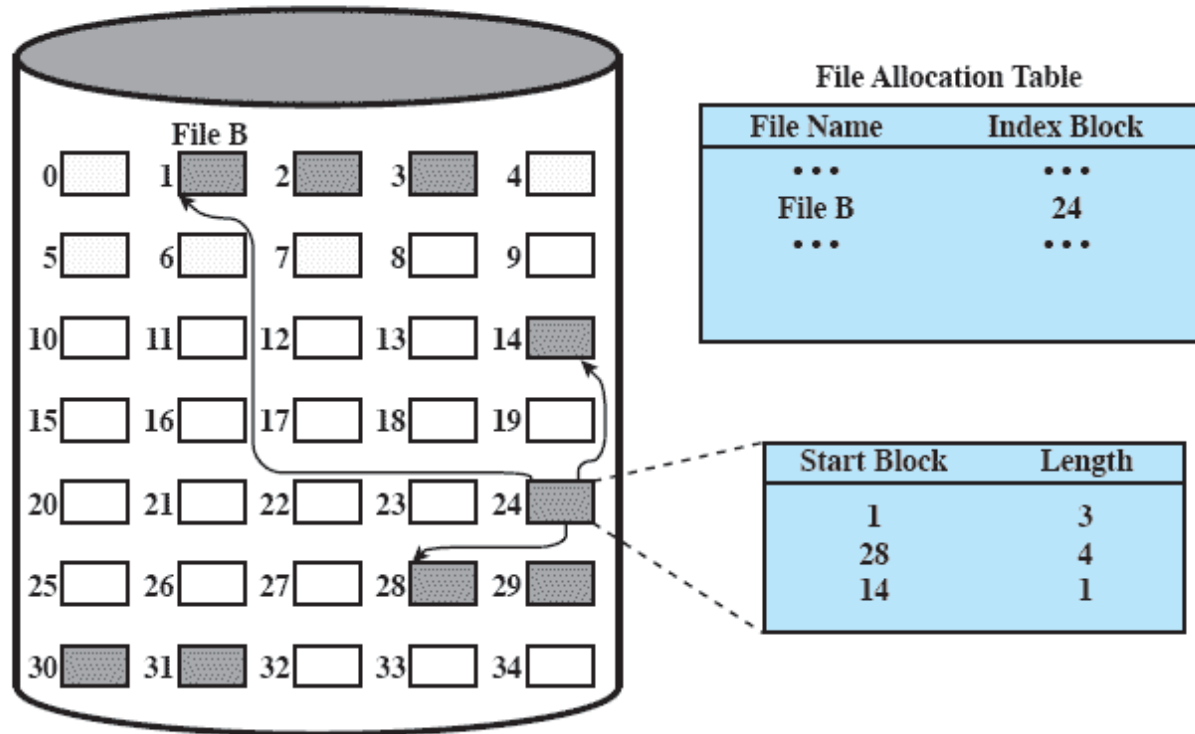 File B
0 1 2 3 4
5 6 7 8 9
10 11 12 13 14
15 16 17 18 19
20 21 22 23 24
25 26 27 28 29
30 31 32 33 34
File Allocation Table
File Name Index Block
••• •••
File B 24
••• •••
Start Block Length
1 3
28 4
14 1